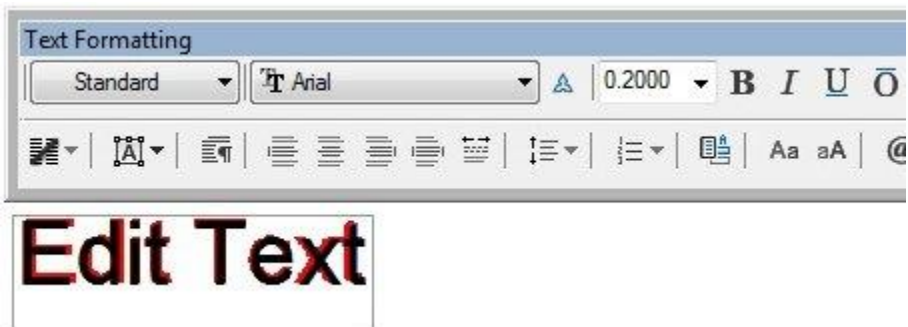 Text Formatting
Standard Arial 0.2000 B I U O
A Aa aA @
Edit Text